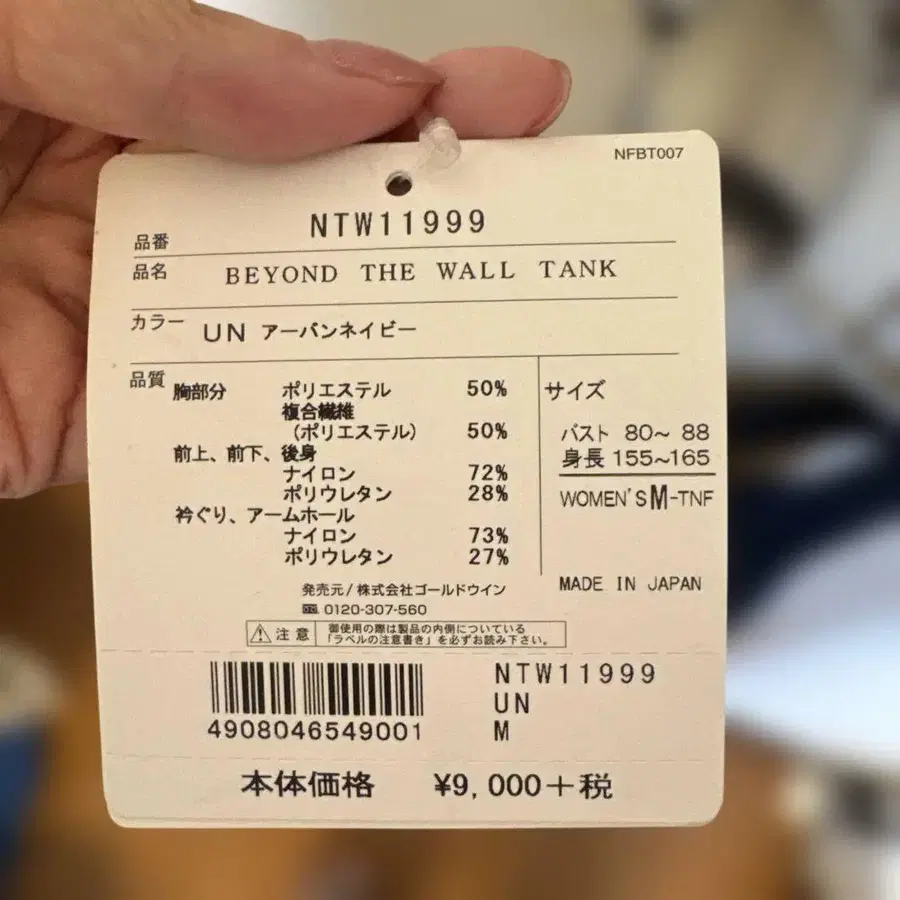 NFBT007
品番 NTW11999
品名 BEYOND THE WALL TANK
カラー UN アーバンネイビー
品質 胸部分 ポリエステル 50%
複合繊維
（ポリエステル） 50%
前上、前下、後身
ナイロン 72%
ポリウレタン 28%
衿ぐり、アームホール
ナイロン 73%
ポリウレタン 27%
サイズ
バスト 80～ 88
身長 155～165
WOMEN'S M-TNF
MADE IN JAPAN
発売元/株式会社ゴールドウイン
0120-307-560
注意 御使用の際は製品の内側についている
「ラベルの注意書き」を必ずお読み下さい。
4908046549001
NTW11999
UN
M
本体価格 ¥9,000+税